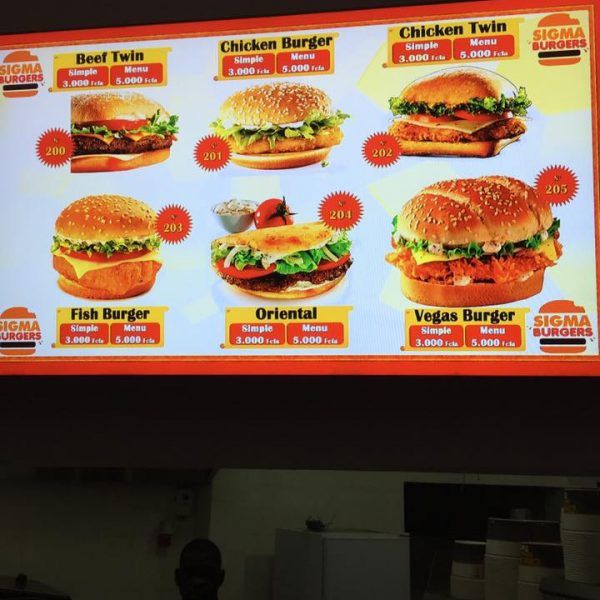 SIGMA
BURGERS
Beef Twin
Simple
3.000 Fcfa
Menu
5.000 Fcfa
Chicken Burger
Simple
3.000 Fcfa
Menu
5.000 Fcfa
Chicken Twin
Simple
3.000 Fcfa
Menu
5.000 Fcfa
SIGMA
BURGERS
200
201
202
203
204
205
SIGMA
BURGERS
Fish Burger
Simple
3.000 Fcfa
Menu
5.000 Fcfa
Oriental
Simple
3.000 Fcfa
Menu
5.000 Fcfa
Vegas Burger
Simple
3.000 Fcfa
Menu
5.000 Fcfa
SIGMA
BURGERS